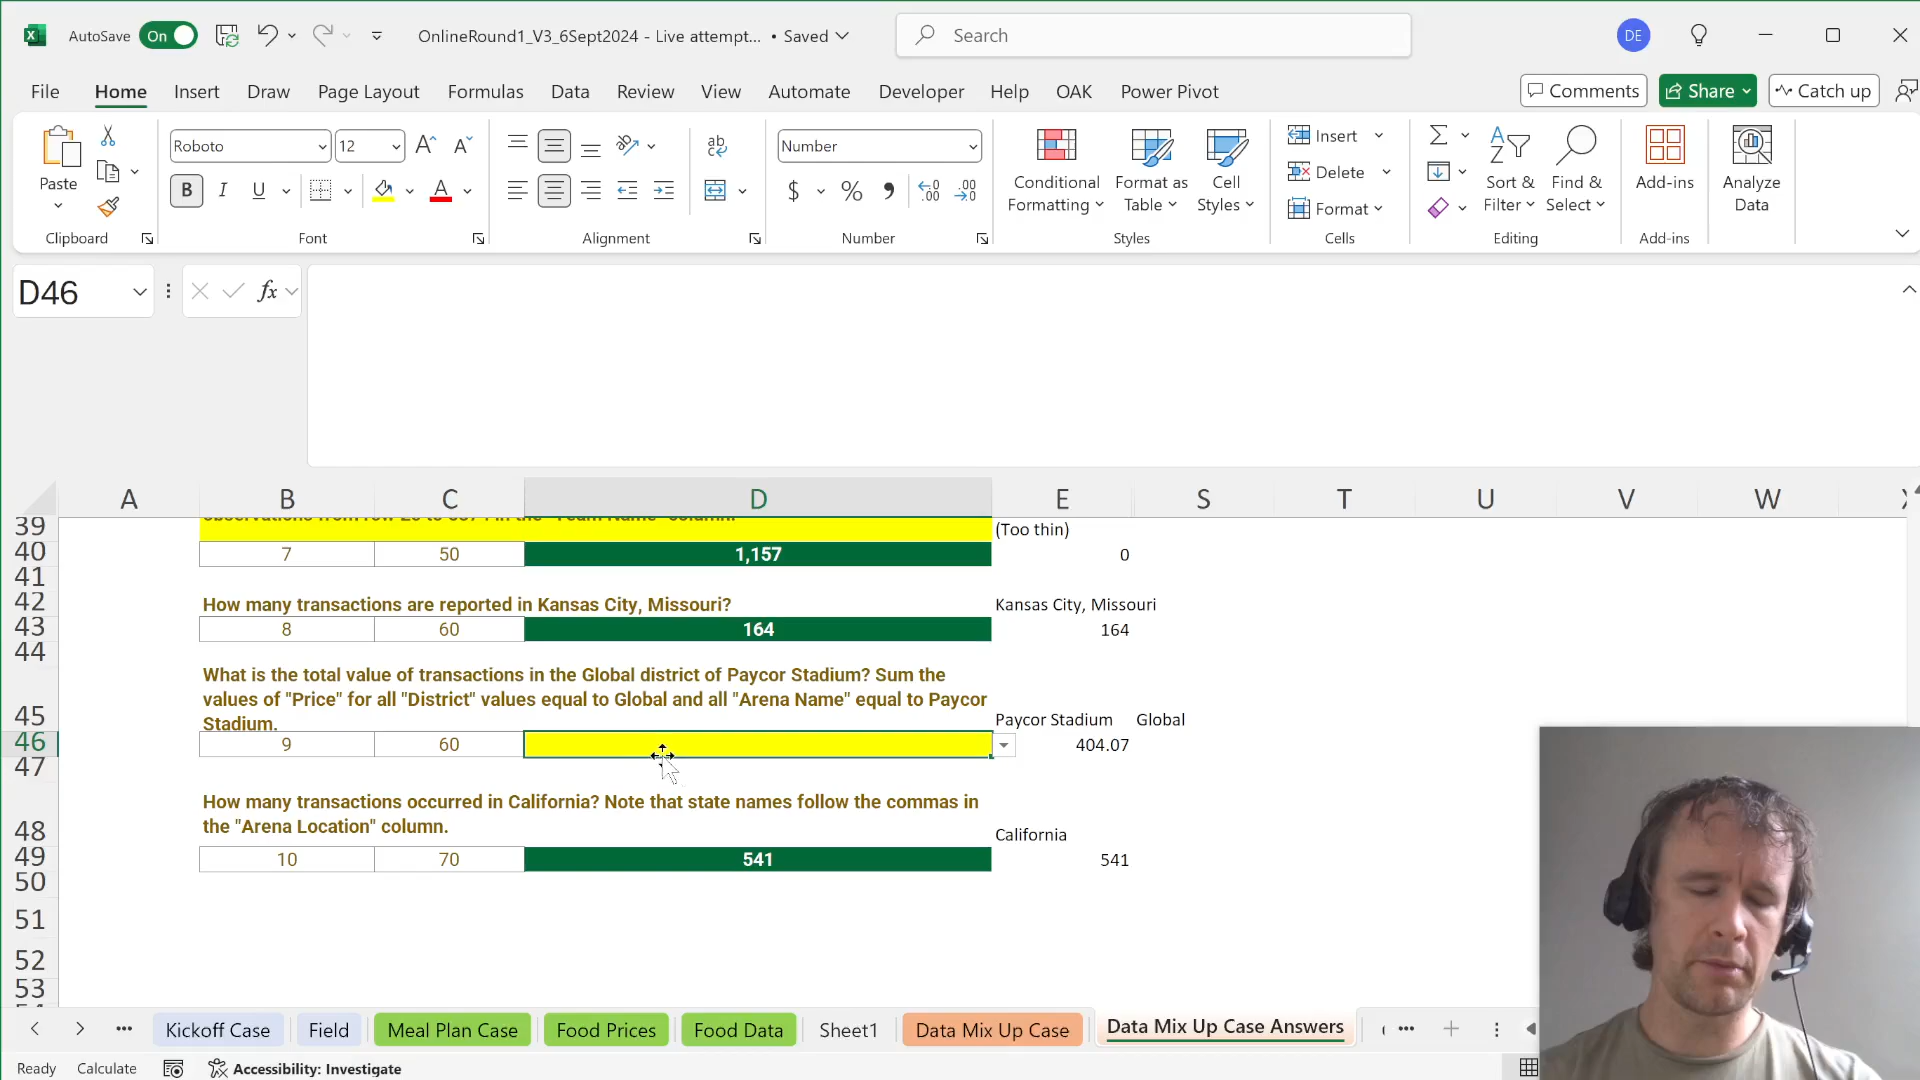 AutoSave On OnlineRound1_V3_6Sept2024 - Live attempt... • Saved Search DE
File Home Insert Draw Page Layout Formulas Data Review View Automate Developer Help OAK Power Pivot Comments Share Catch up
Paste Roboto 12 Number Conditional Formatting Format as Table Cell Styles Insert Delete Format Sort & Filter Find & Select Add-ins Analyze Data
B I U
Clipboard Font Alignment Number Styles Cells Editing Add-ins
D46 fx
A B C D E S T U V W
39 (Too thin)
40 7 50 1,157 0
41
42 How many transactions are reported in Kansas City, Missouri? Kansas City, Missouri
43 8 60 164 164
44
What is the total value of transactions in the Global district of Paycor Stadium? Sum the
values of "Price" for all "District" values equal to Global and all "Arena Name" equal to Paycor
45 Stadium. Paycor Stadium Global
46 9 60 404.07
47
How many transactions occurred in California? Note that state names follow the commas in
48 the "Arena Location" column. California
49 10 70 541 541
50
51
52
53
Kickoff Case Field Meal Plan Case Food Prices Food Data Sheet1 Data Mix Up Case Data Mix Up Case Answers
Ready Calculate Accessibility: Investigate